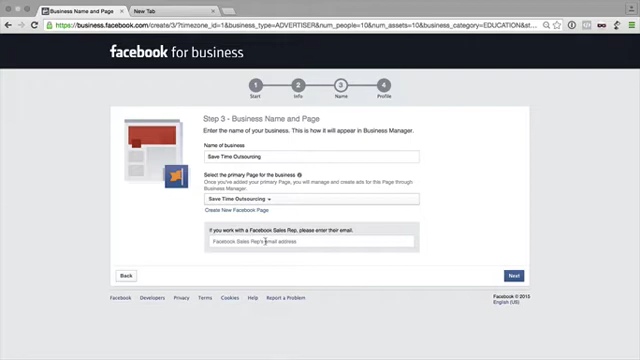 Business Name and Page
New Tab
https://business.facebook.com/create/3/?timezone_id=1&business_type=ADVERTISER&num_people=10&num_assets=10&business_category=EDUCATION&st
facebook for business
1 2 3 4
Start Info Name Profile
Step 3 - Business Name and Page
Enter the name of your business. This is how it will appear in Business Manager.
Name of business
Save Time Outsourcing
Select the primary Page for the business
Once you've added your primary Page, you will manage and create ads for this Page through
Business Manager.
Save Time Outsourcing
Create New Facebook Page
If you work with a Facebook Sales Rep, please enter their email.
Facebook Sales Rep's email address
Back
Next
Facebook Developers Privacy Terms Cookies Help Report a Problem
Facebook © 2015
English (US)